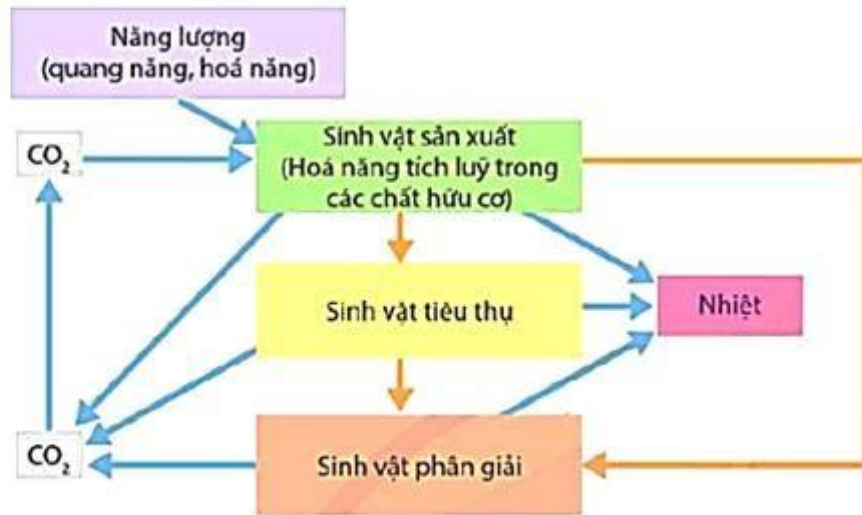 Năng lượng
(quang năng, hoá năng)
CO₂
Sinh vật sản xuất
(Hoá năng tích luỹ trong
các chất hữu cơ)
Sinh vật tiêu thụ
Nhiệt
CO₂
Sinh vật phân giải